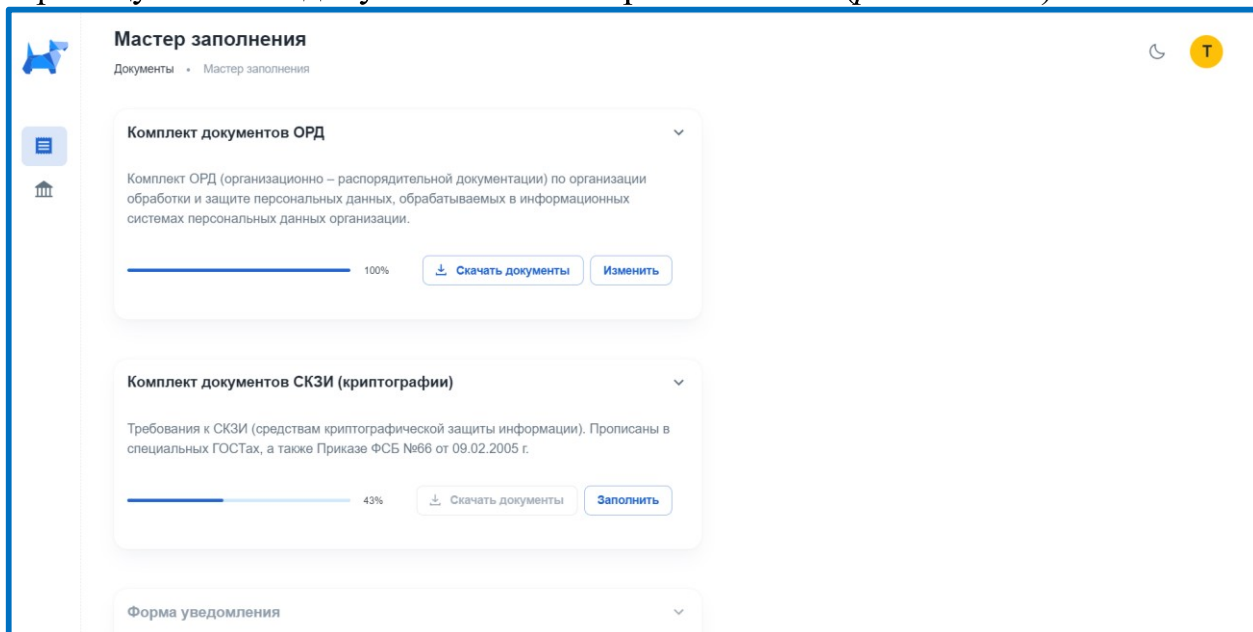 Мастер заполнения
Т
Документы • Мастер заполнения
Комплект документов ОРД
Комплект ОРД (организационно – распорядительной документации) по организации
обработки и защите персональных данных, обрабатываемых в информационных
системах персональных данных организации.
100% Скачать документы Изменить
Комплект документов СКЗИ (криптографии)
Требования к СКЗИ (средствам криптографической защиты информации). Прописаны в
специальных ГОСТах, а также Приказе ФСБ №66 от 09.02.2005 г.
43% Скачать документы Заполнить
Форма уведомления